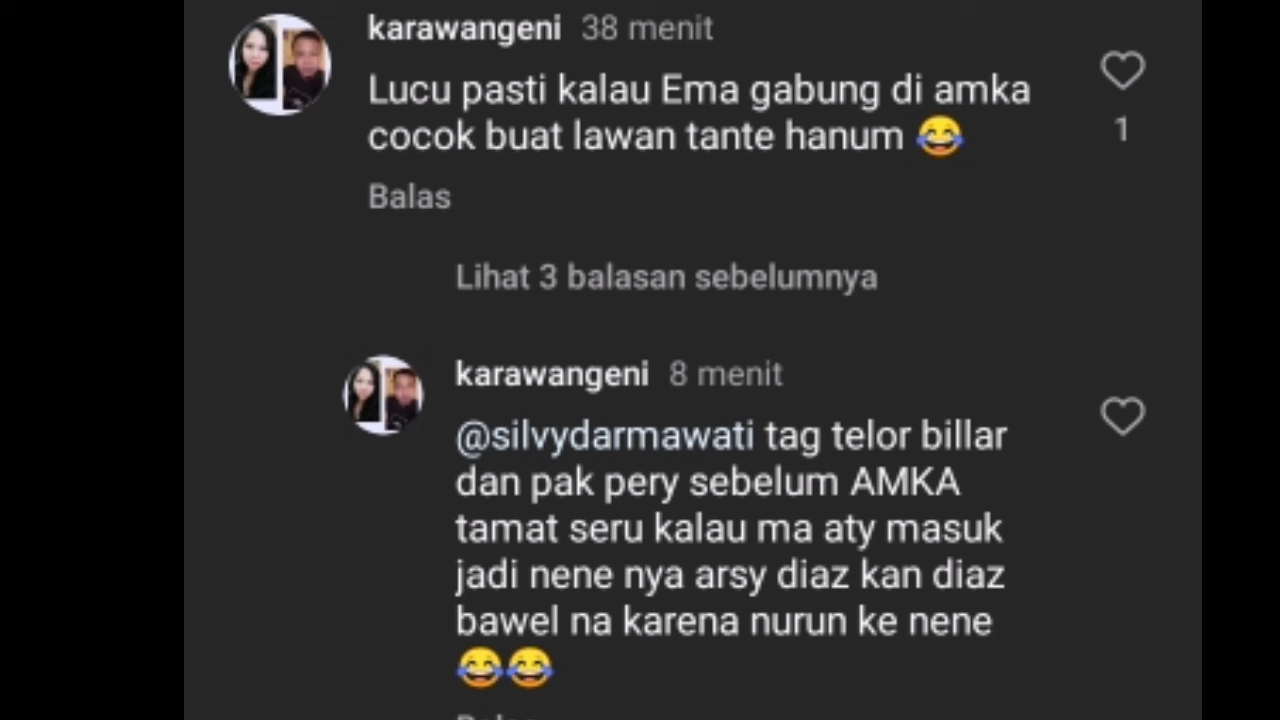 karawangeni 38 menit
Lucu pasti kalau Ema gabung di amka
cocok buat lawan tante hanum 😂
1
Balas
Lihat 3 balasan sebelumnya
karawangeni 8 menit
@silvydarmawati tag telor billar
dan pak pery sebelum AMKA
tamat seru kalau ma aty masuk
jadi nene nya arsy diaz kan diaz
bawel na karena nurun ke nene
😂😂